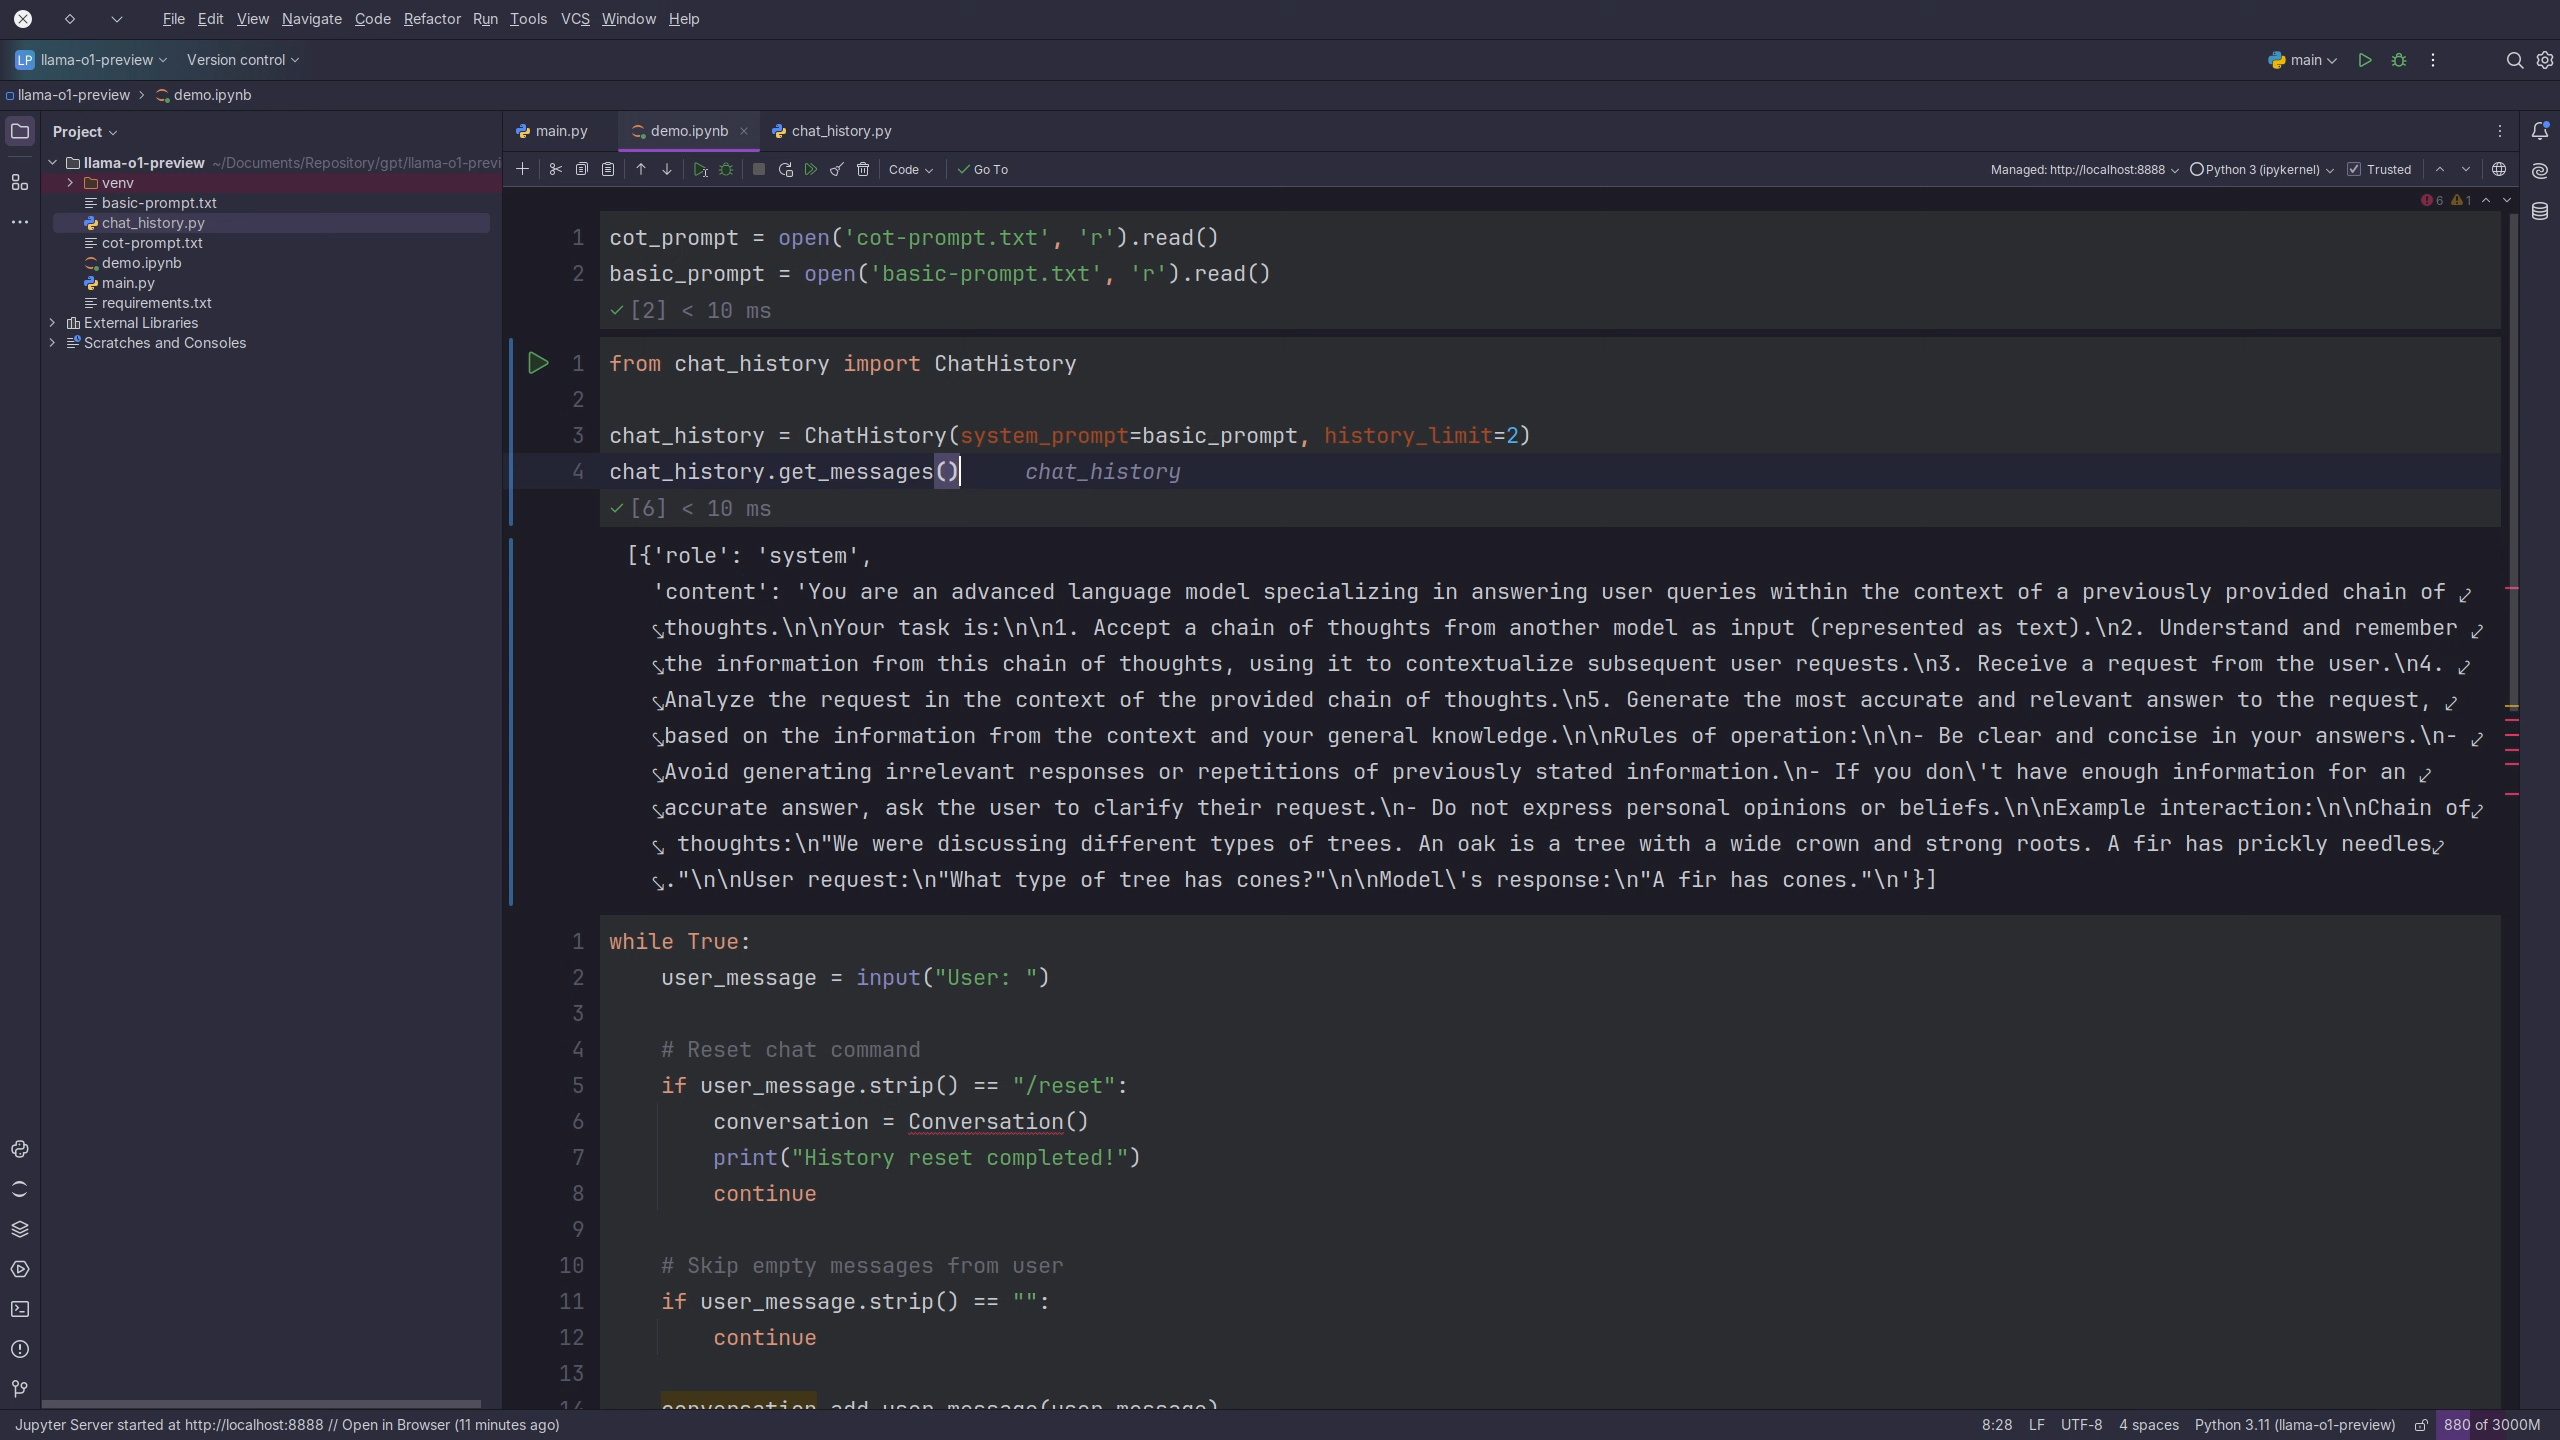 File Edit View Navigate Code Refactor Run Tools VCS Window Help
LP llama-o1-preview Version control main
llama-o1-preview > demo.ipynb
Project
llama-o1-preview ~/Documents/Repository/gpt/llama-o1-previ
venv
basic-prompt.txt
chat_history.py
cot-prompt.txt
demo.ipynb
main.py
requirements.txt
External Libraries
Scratches and Consoles
main.py demo.ipynb chat_history.py
Code Go To Managed: http://localhost:8888 Python 3 (ipykernel) Trusted
6 1
1 cot_prompt = open('cot-prompt.txt', 'r').read()
2 basic_prompt = open('basic-prompt.txt', 'r').read()
[2] < 10 ms
1 from chat_history import ChatHistory
2
3 chat_history = ChatHistory(system_prompt=basic_prompt, history_limit=2)
4 chat_history.get_messages() chat_history
[6] < 10 ms
[{'role': 'system',
'content': 'You are an advanced language model specializing in answering user queries within the context of a previously provided chain of
thoughts.\n\nYour task is:\n\n1. Accept a chain of thoughts from another model as input (represented as text).\n2. Understand and remember
the information from this chain of thoughts, using it to contextualize subsequent user requests.\n3. Receive a request from the user.\n4.
Analyze the request in the context of the provided chain of thoughts.\n5. Generate the most accurate and relevant answer to the request,
based on the information from the context and your general knowledge.\n\nRules of operation:\n\n- Be clear and concise in your answers.\n-
Avoid generating irrelevant responses or repetitions of previously stated information.\n- If you don\'t have enough information for an
accurate answer, ask the user to clarify their request.\n- Do not express personal opinions or beliefs.\n\nExample interaction:\n\nChain of
thoughts:\n"We were discussing different types of trees. An oak is a tree with a wide crown and strong roots. A fir has prickly needles
."\n\nUser request:\n"What type of tree has cones?"\n\nModel\'s response:\n"A fir has cones."\n'}]
1 while True:
2 user_message = input("User: ")
3
4 # Reset chat command
5 if user_message.strip() == "/reset":
6 conversation = Conversation()
7 print("History reset completed!")
8 continue
9
10 # Skip empty messages from user
11 if user_message.strip() == "":
12 continue
13
14 conversation.add_user_message(user_message)
Jupyter Server started at http://localhost:8888 // Open in Browser (11 minutes ago) 8:28 LF UTF-8 4 spaces Python 3.11 (llama-o1-preview) 880 of 3000M